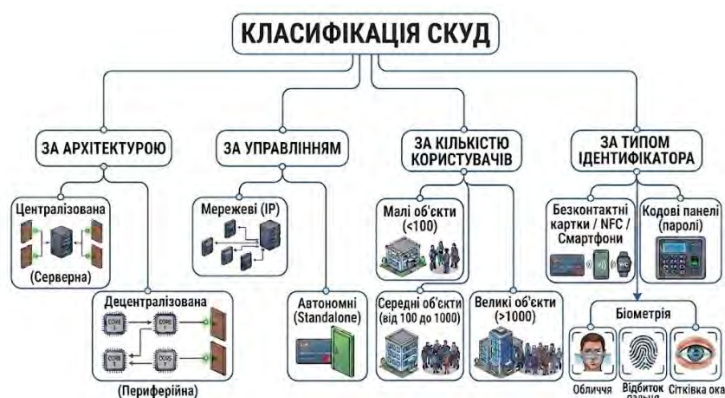 КЛАСИФІКАЦІЯ СКУД
ЗА АРХІТЕКТУРОЮ
ЗА УПРАВЛІННЯМ
ЗА КІЛЬКІСТЮ
КОРИСТУВАЧІВ
ЗА ТИПОМ
ІДЕНТИФІКАТОРА
Централізована
(Серверна)
Децентралізована
(Периферійна)
Мережеві (IP)
Автономні
(Standalone)
Малі об'єкти
(<100)
Середні об'єкти
(від 100 до 1000)
Великі об'єкти
(>1000)
Безконтактні
картки / NFC /
Смартфони
Кодові панелі
(паролі)
Біометрія
Обличчя
Відбиток
пальця
Сітківка ока